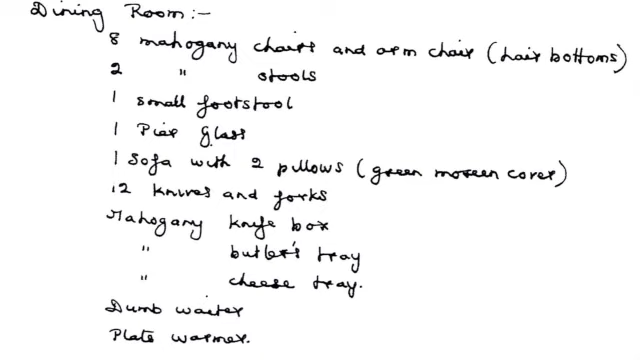 Dining Room:-
8 mahogany chairs and arm chair (hair bottoms)
2 " stools
1 small footstool
1 Pier glass
1 Sofa with 2 pillows (green moreen cover)
12 knives and forks
Mahogany knife box
" butler's tray
" cheese tray.
Dumb waiter
Plate warmer.